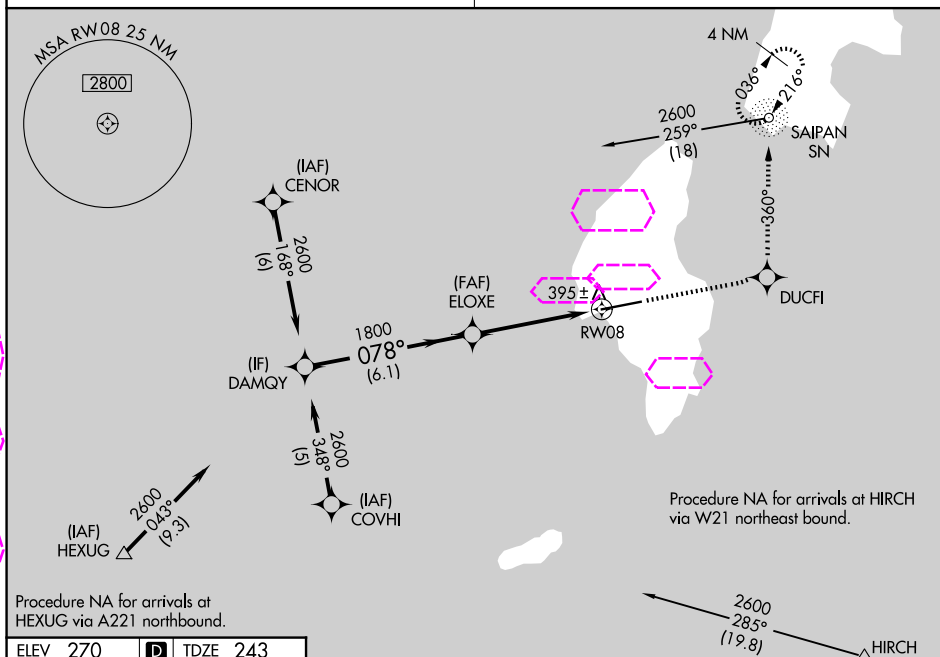 MSA RW08 25 NM
2800
4 NM
036°
216°
SAIPAN
SN
2600
259°
(18)
(IAF)
CENOR
2600
168°
(6)
360°
(FAF)
ELOXE
395 ±
RW08
DUCFI
1800
078°
(6.1)
(IF)
DAMQY
2600
348°
(5)
(IAF)
COVHI
2600
043°
(9.3)
(IAF)
HEXUG
Procedure NA for arrivals at HIRCH
via W21 northeast bound.
Procedure NA for arrivals at
HEXUG via A221 northbound.
2600
285°
(19.8)
HIRCH
ELEV 270 D TDZE 243